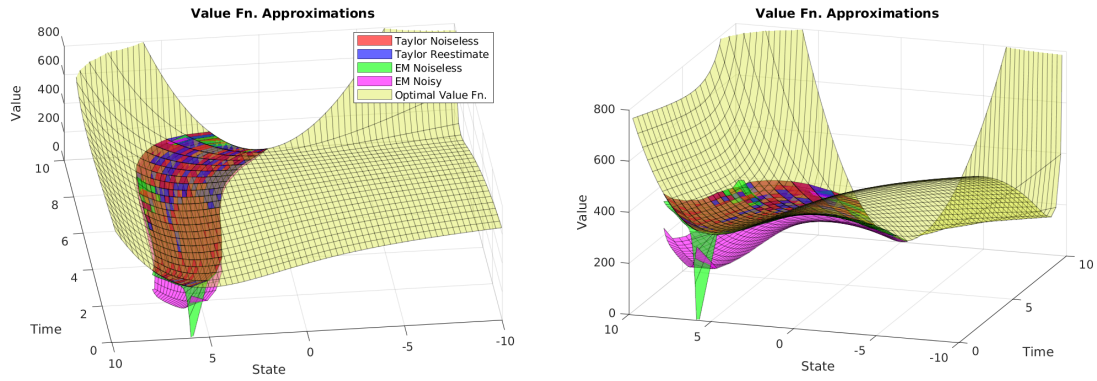 Value Fn. Approximations
Taylor Noiseless
Taylor Reestimate
EM Noiseless
EM Noisy
Optimal Value Fn.
Value
800
600
400
200
0
Time
10
8
6
4
2
0
State
10
5
0
-5
-10
Value Fn. Approximations
Value
800
600
400
200
0
State
10
5
0
-5
-10
Time
0
5
10